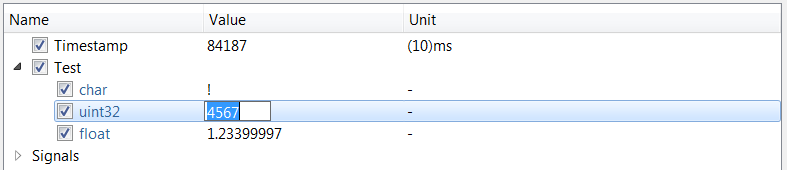 Name Value Unit
Timestamp 84187 (10)ms
Test
char ! -
uint32 4567 -
float 1.23399997 -
Signals